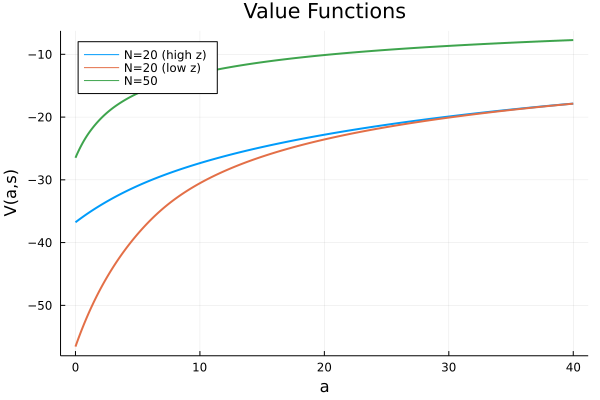 Value Functions
N=20 (high z)
N=20 (low z)
N=50
V(a,s)
−10
−20
−30
−40
−50
0 10 20 30 40
a